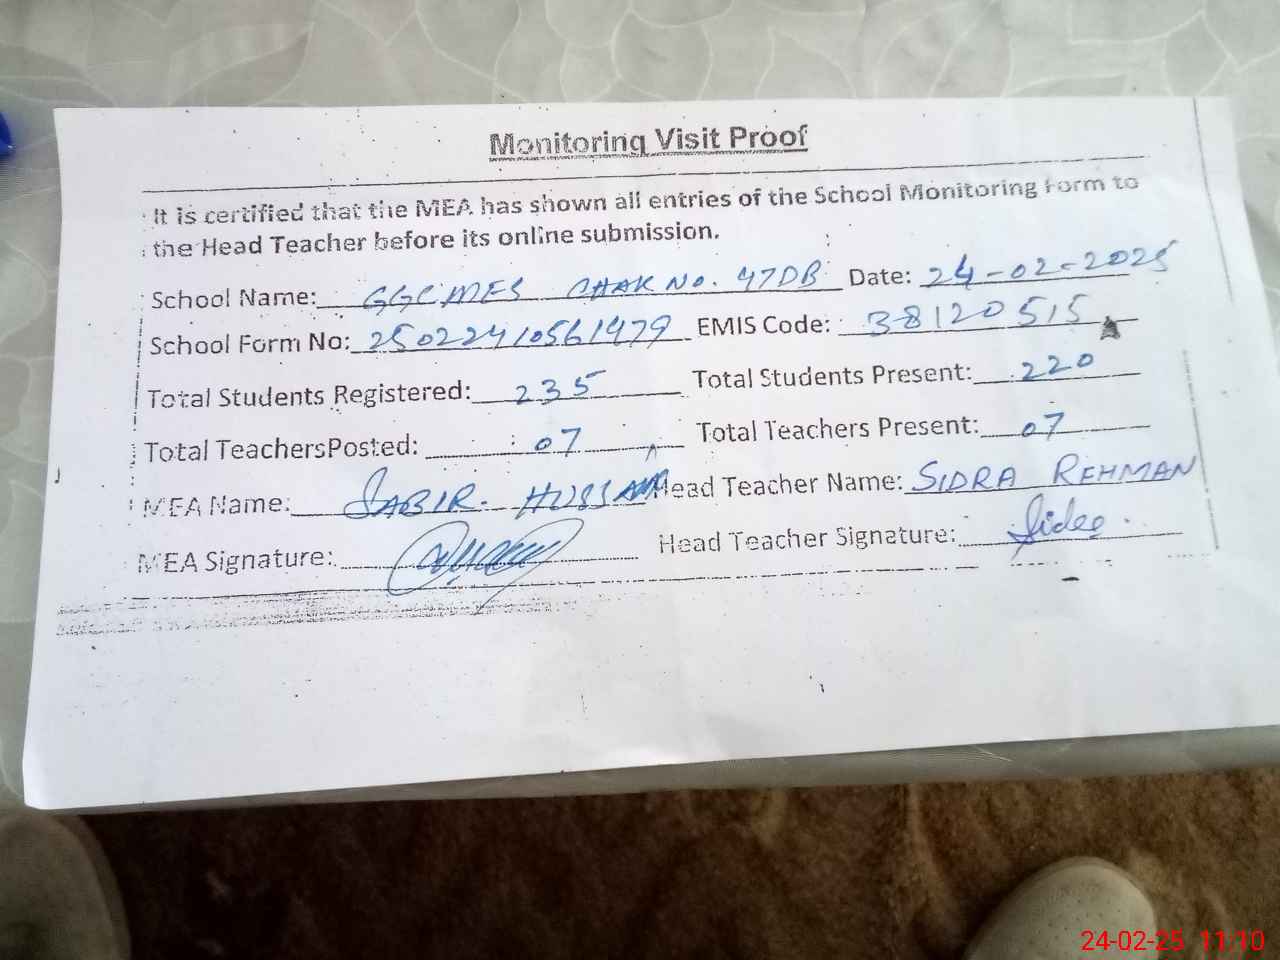 Monitoring Visit Proof
It is certified that the MEA has shown all entries of the School Monitoring Form to
the Head Teacher before its online submission.
School Name: GGCMES CHAK NO. 47DB Date: 24-02-2025
School Form No: 25022410561479 EMIS Code: 38120515
Total Students Registered: 235 Total Students Present: 220
Total TeachersPosted: 07 Total Teachers Present: 07
MEA Name: SABIR HUSSAIN Head Teacher Name: SIDRA REHMAN
MEA Signature: Head Teacher Signature: Sidra
24-02-25 11:10